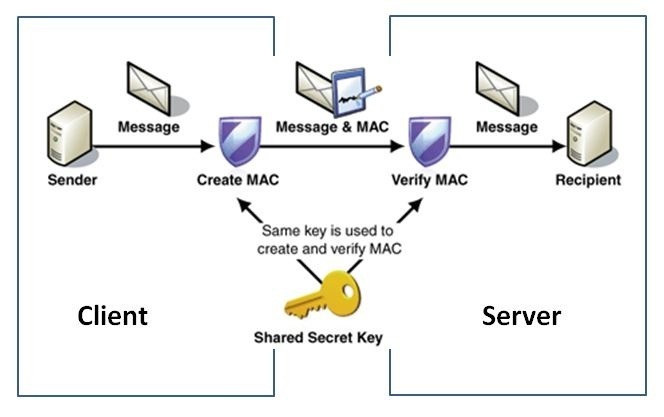 Message
Message & MAC
Message
Sender
Create MAC
Verify MAC
Recipient
Same key is used to
create and verify MAC
Client
Server
Shared Secret Key